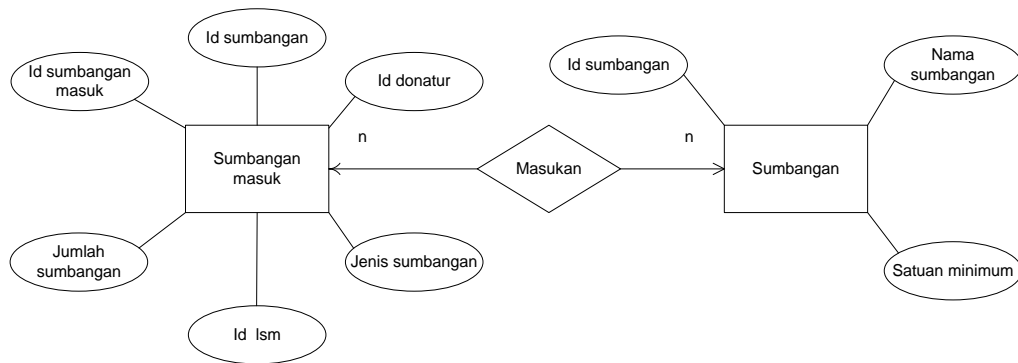 Id sumbangan
Id sumbangan
masuk
Id donatur
Id sumbangan
Nama
sumbangan
n
n
Sumbangan
masuk
Masukan
Sumbangan
Jumlah
sumbangan
Jenis sumbangan
Satuan minimum
Id lsm